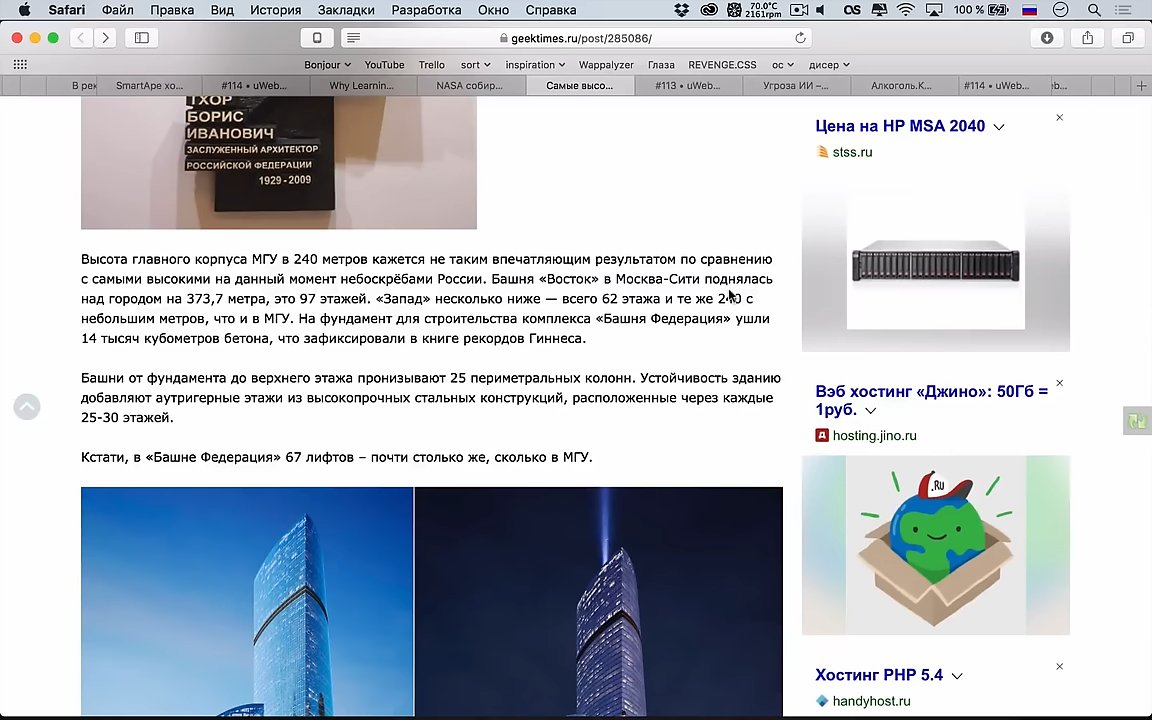 Safari Файл Правка Вид История Закладки Разработка Окно Справка 70.0°C 2161rpm 100 %
geektimes.ru/post/285086/
Bonjour YouTube Trello sort inspiration Wappalyzer Глаза REVENGE.CSS ос дисер
В рек SmartApe хо... #114 • uWeb... Why Learnin... NASA собир... Самые высо... #113 • uWeb... Угроза ИИ –... Алкоголь.К... #114 • uWeb...
ТХОР
БОРИС
ИВАНОВИЧ
ЗАСЛУЖЕННЫЙ АРХИТЕКТОР
РОССИЙСКОЙ ФЕДЕРАЦИИ
1929-2009
Высота главного корпуса МГУ в 240 метров кажется не таким впечатляющим результатом по сравнению
с самыми высокими на данный момент небоскрёбами России. Башня «Восток» в Москва-Сити поднялась
над городом на 373,7 метра, это 97 этажей. «Запад» несколько ниже — всего 62 этажа и те же 240 с
небольшим метров, что и в МГУ. На фундамент для строительства комплекса «Башня Федерация» ушли
14 тысяч кубометров бетона, что зафиксировали в книге рекордов Гиннеса.
Башни от фундамента до верхнего этажа пронизывают 25 периметральных колонн. Устойчивость зданию
добавляют аутригерные этажи из высокопрочных стальных конструкций, расположенные через каждые
25-30 этажей.
Кстати, в «Башне Федерация» 67 лифтов – почти столько же, сколько в МГУ.
Цена на HP MSA 2040
stss.ru
Вэб хостинг «Джино»: 50Гб =
1руб.
hosting.jino.ru
.RU
Хостинг PHP 5.4
handyhost.ru